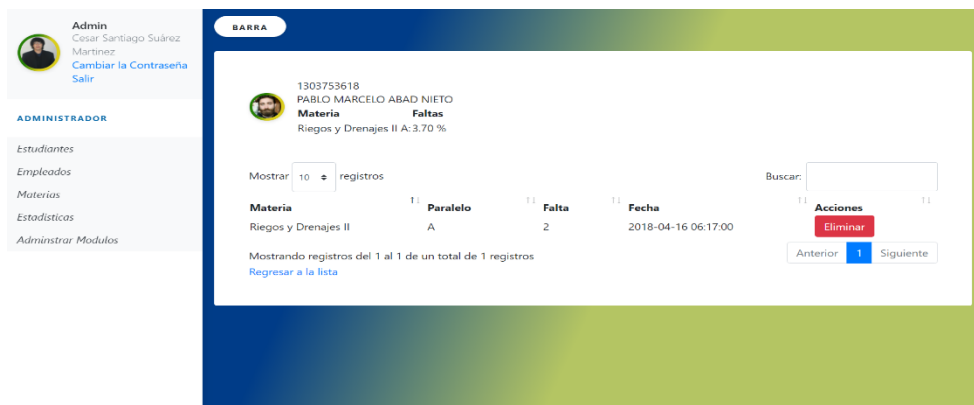 Admin
Cesar Santiago Suárez
Martinez
Cambiar la Contraseña
Salir
ADMINISTRADOR
Estudiantes
Empleados
Materias
Estadisticas
Adminstrar Modulos
BARRA
1303753618
PABLO MARCELO ABAD NIETO
Materia Faltas
Riegos y Drenajes II A: 3.70 %
Mostrar 10 registros Buscar:
Materia Paralelo Falta Fecha Acciones
Riegos y Drenajes II A 2 2018-04-16 06:17:00 Eliminar
Mostrando registros del 1 al 1 de un total de 1 registros Anterior 1 Siguiente
Regresar a la lista